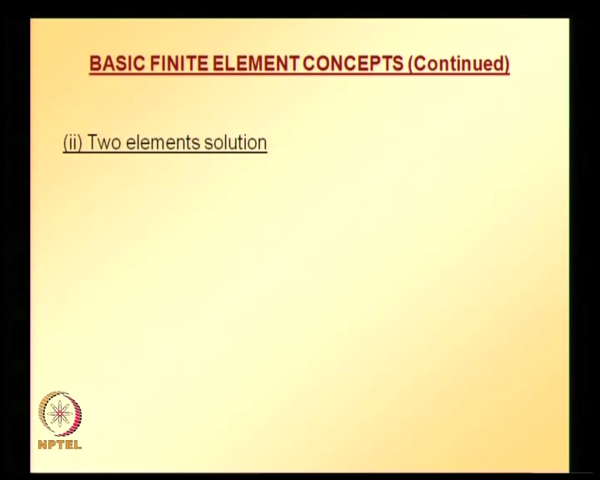 BASIC FINITE ELEMENT CONCEPTS (Continued)
(ii) Two elements solution
NPTEL